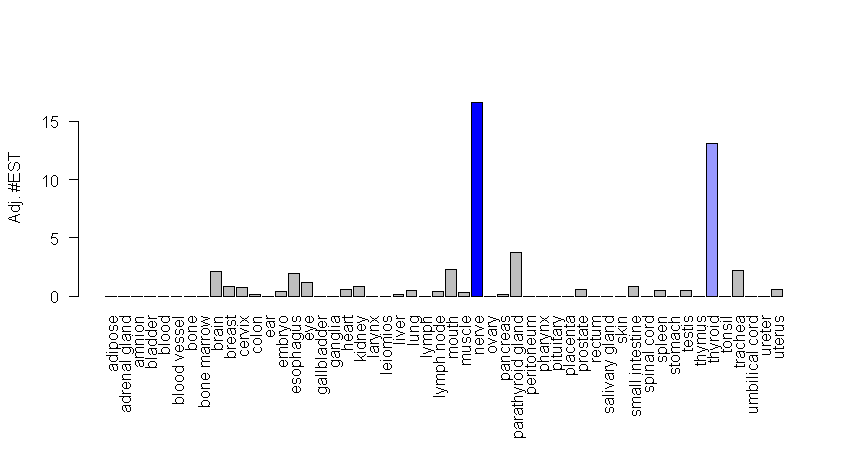 Adj. #EST
15
10
5
0
adipose
adrenal gland
amnion
bladder
blood
blood vessel
bone
bone marrow
brain
breast
cervix
colon
ear
embryo
esophagus
eye
gallbladder
ganglia
heart
kidney
larynx
leiomios
liver
lung
lymph
lymph node
mouth
muscle
nerve
ovary
pancreas
parathyroid gland
peritoneum
pharynx
pituitary
placenta
prostate
rectum
salivary gland
skin
small intestine
spinal cord
spleen
stomach
testis
thymus
thyroid
tonsil
trachea
umbilical cord
ureter
uterus